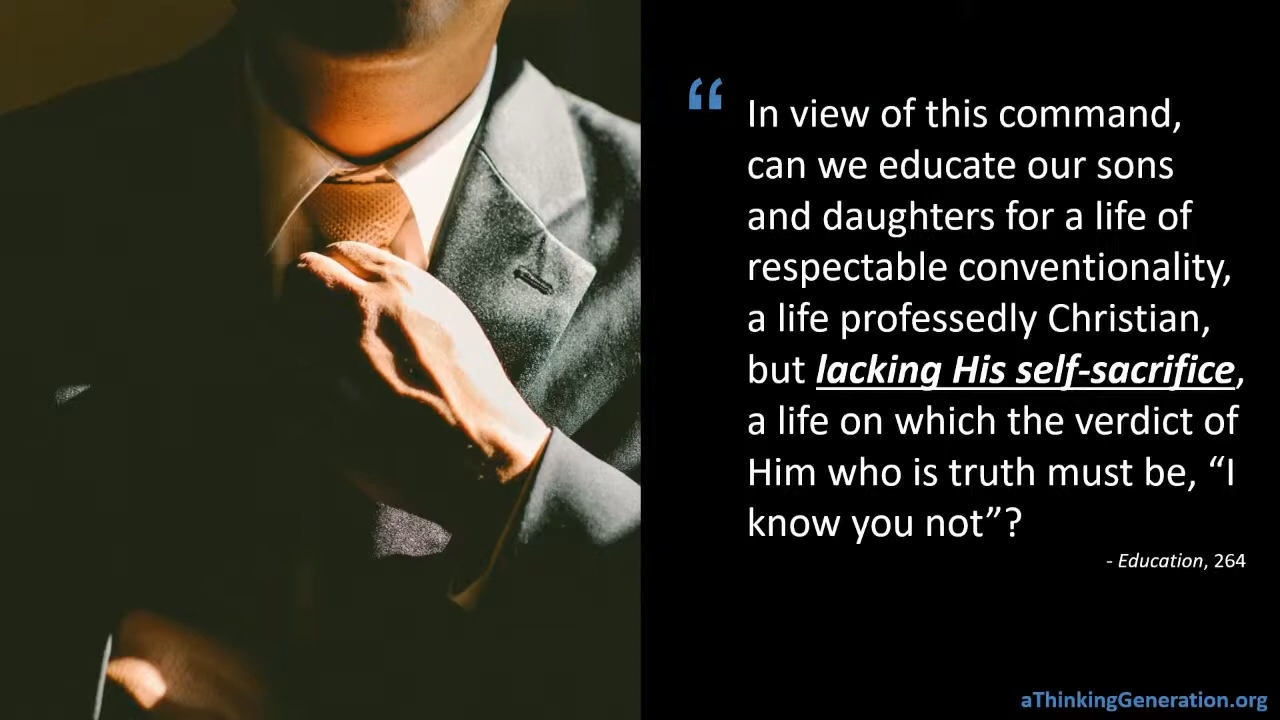 “
In view of this command,
can we educate our sons
and daughters for a life of
respectable conventionality,
a life professedly Christian,
but lacking His self-sacrifice,
a life on which the verdict of
Him who is truth must be, “I
know you not”?
- Education, 264
aThinkingGeneration.org